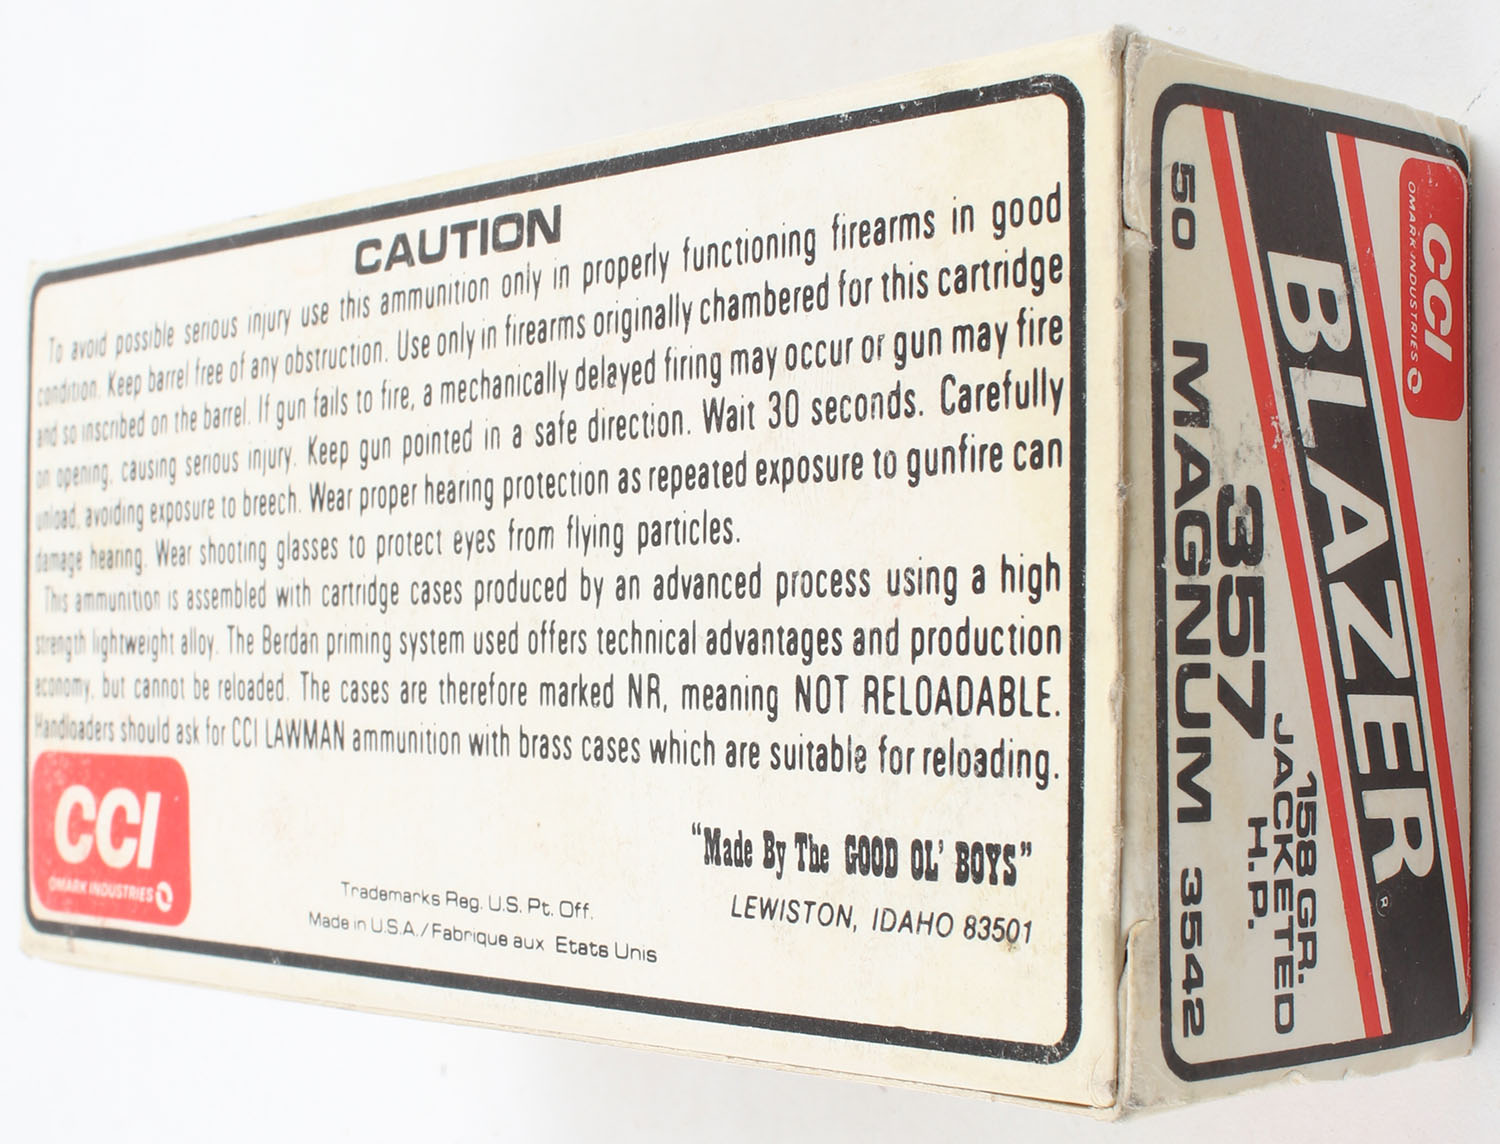 CAUTION
To avoid possible serious injury use this ammunition only in properly functioning firearms in good
condition. Keep barrel free of any obstruction. Use only in firearms originally chambered for this cartridge
and so inscribed on the barrel. If gun fails to fire, a mechanically delayed firing may occur or gun may fire
on opening, causing serious injury. Keep gun pointed in a safe direction. Wait 30 seconds. Carefully
unload, avoiding exposure to breech. Wear proper hearing protection as repeated exposure to gunfire can
damage hearing. Wear shooting glasses to protect eyes from flying particles.
This ammunition is assembled with cartridge cases produced by an advanced process using a high
strength lightweight alloy. The Berdan priming system used offers technical advantages and production
economy, but cannot be reloaded. The cases are therefore marked NR, meaning NOT RELOADABLE.
Handloaders should ask for CCI LAWMAN ammunition with brass cases which are suitable for reloading.
CCI
OMARK INDUSTRIES
Trademarks Reg. U.S. Pt. Off.
Made in U.S.A./Fabrique aux Etats Unis
"Made By The GOOD OL' BOYS"
LEWISTON, IDAHO 83501
CCI
OMARK INDUSTRIES
BLAZER®
357
158 GR.
JACKETED
H.P.
50 MAGNUM 3542